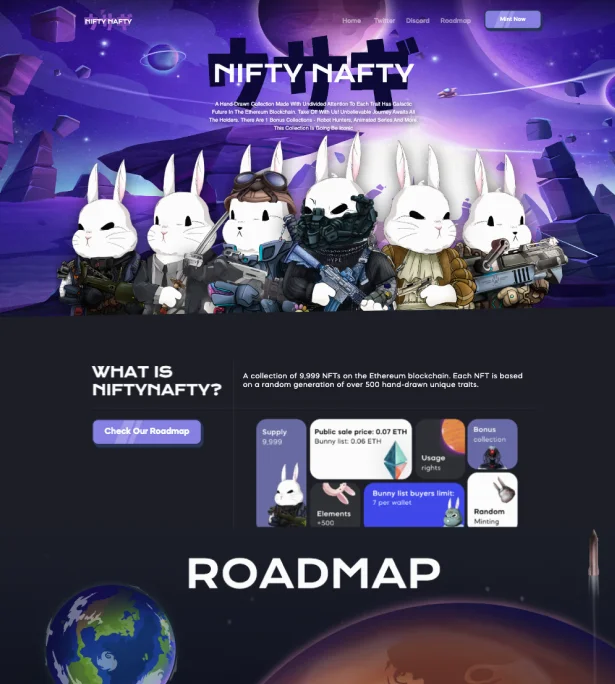 NIFTY NAFTY
Home Twitter Discord Roadmap Mint Now
ウサギ
NIFTY NAFTY
A Hand-Drawn Collection Made With Undivided Attention To Each Trait Has Galactic
Future In The Ethereum Blockchain. Take Off With Us! Unbelievable Journey Awaits All
The Holders. There Are 1 Bonus Collections - Robot Hunters, Animated Series And More.
This Collection Is Going Be Iconic
WHAT IS
NIFTYNAFTY?
A collection of 9,999 NFTs on the Ethereum blockchain. Each NFT is based
on a random generation of over 500 hand-drawn unique traits.
Check Our Roadmap
Supply
9,999
Public sale price: 0.07 ETH
Bunny list: 0.06 ETH
Usage
rights
Bonus
collection
Elements
+500
Bunny list buyers limit:
7 per wallet
Random
Minting
ROADMAP